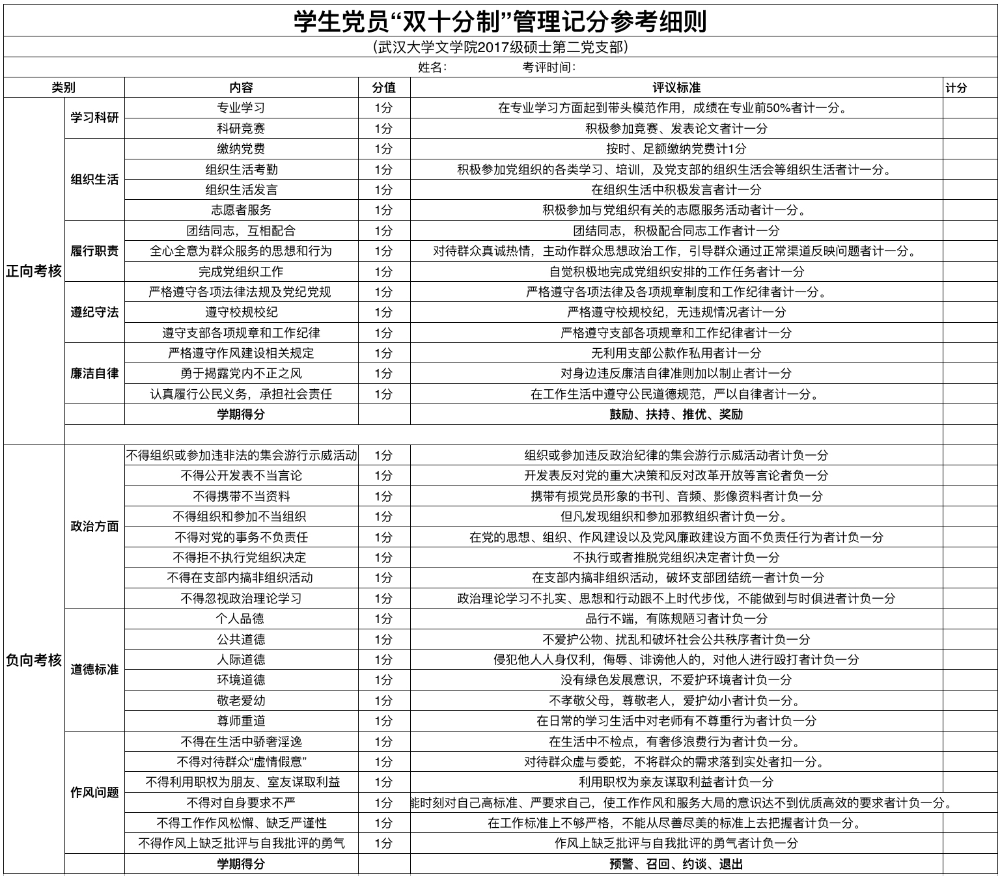 学生党员“双十分制”管理记分参考细则
（武汉大学文学院2017级硕士第二党支部）
姓名： 考评时间：
类别 内容 分值 评议标准 计分
正向考核
学习科研
专业学习 1分 在专业学习方面起到带头模范作用，成绩在专业前50%者计一分。
科研竞赛 1分 积极参加竞赛、发表论文者计一分
组织生活
缴纳党费 1分 按时、足额缴纳党费计1分
组织生活考勤 1分 积极参加党组织的各类学习、培训，及党支部的组织生活会等组织生活者计一分。
组织生活发言 1分 在组织生活中积极发言者计一分
志愿者服务 1分 积极参加与党组织有关的志愿服务活动者计一分。
履行职责
团结同志，互相配合 1分 团结同志，积极配合同志工作者计一分
全心全意为群众服务的思想和行为 1分 对待群众真诚热情，主动作群众思想政治工作，引导群众通过正常渠道反映问题者计一分。
完成党组织工作 1分 自觉积极地完成党组织安排的工作任务者计一分
遵纪守法
严格遵守各项法律法规及党纪党规 1分 严格遵守各项法律及各项规章制度和工作纪律者计一分。
遵守校规校纪 1分 严格遵守校规校纪，无违规情况者计一分
遵守支部各项规章和工作纪律 1分 严格遵守支部各项规章和工作纪律者计一分
廉洁自律
严格遵守作风建设相关规定 1分 无利用支部公款作私用者计一分
勇于揭露党内不正之风 1分 对身边违反廉洁自律准则加以制止者计一分
认真履行公民义务，承担社会责任 1分 在工作生活中遵守公民道德规范，严以自律者计一分。
学期得分 鼓励、扶持、推优、奖励
负向考核
政治方面
不得组织或参加违非法的集会游行示威活动 1分 组织或参加违反政治纪律的集会游行示威活动者计负一分
不得公开发表不当言论 1分 开发表反对党的重大决策和反对改革开放等言论者负一分
不得携带不当资料 1分 携带有损党员形象的书刊、音频、影像资料者计负一分
不得组织和参加不当组织 1分 但凡发现组织和参加邪教组织者计负一分。
不得对党的事务不负责任 1分 在党的思想、组织、作风建设以及党风廉政建设方面不负责任行为者计负一分
不得拒不执行党组织决定 1分 不执行或者推脱党组织决定者计负一分
不得在支部内搞非组织活动 1分 在支部内搞非组织活动，破坏支部团结统一者计负一分
不得忽视政治理论学习 1分 政治理论学习不扎实、思想和行动跟不上时代步伐，不能做到与时俱进者计负一分
道德标准
个人品德 1分 品行不端，有陈规陋习者计负一分
公共道德 1分 不爱护公物、扰乱和破坏社会公共秩序者计负一分
人际道德 1分 侵犯他人人身仅利，侮辱、诽谤他人的，对他人进行殴打者计负一分
环境道德 1分 没有绿色发展意识，不爱护环境者计负一分
敬老爱幼 1分 不孝敬父母，尊敬老人，爱护幼小者计负一分。
尊师重道 1分 在日常的学习生活中对老师有不尊重行为者计负一分
作风问题
不得在生活中骄奢淫逸 1分 在生活中不检点，有奢侈浪费行为者计负一分。
不得对待群众“虚情假意” 1分 对待群众虚与委蛇，不将群众的需求落到实处者扣一分。
不得利用职权为朋友、室友谋取利益 1分 利用职权为亲友谋取利益者计负一分
不得对自身要求不严 1分 能时刻对自己高标准、严要求自己，使工作作风和服务大局的意识达不到优质高效的要求者计负一分。
不得工作作风松懈、缺乏严谨性 1分 在工作标准上不够严格，不能从尽善尽美的标准上去把握者计负一分。
不得作风上缺乏批评与自我批评的勇气 1分 作风上缺乏批评与自我批评的勇气者计负一分
学期得分 预警、召回、约谈、退出